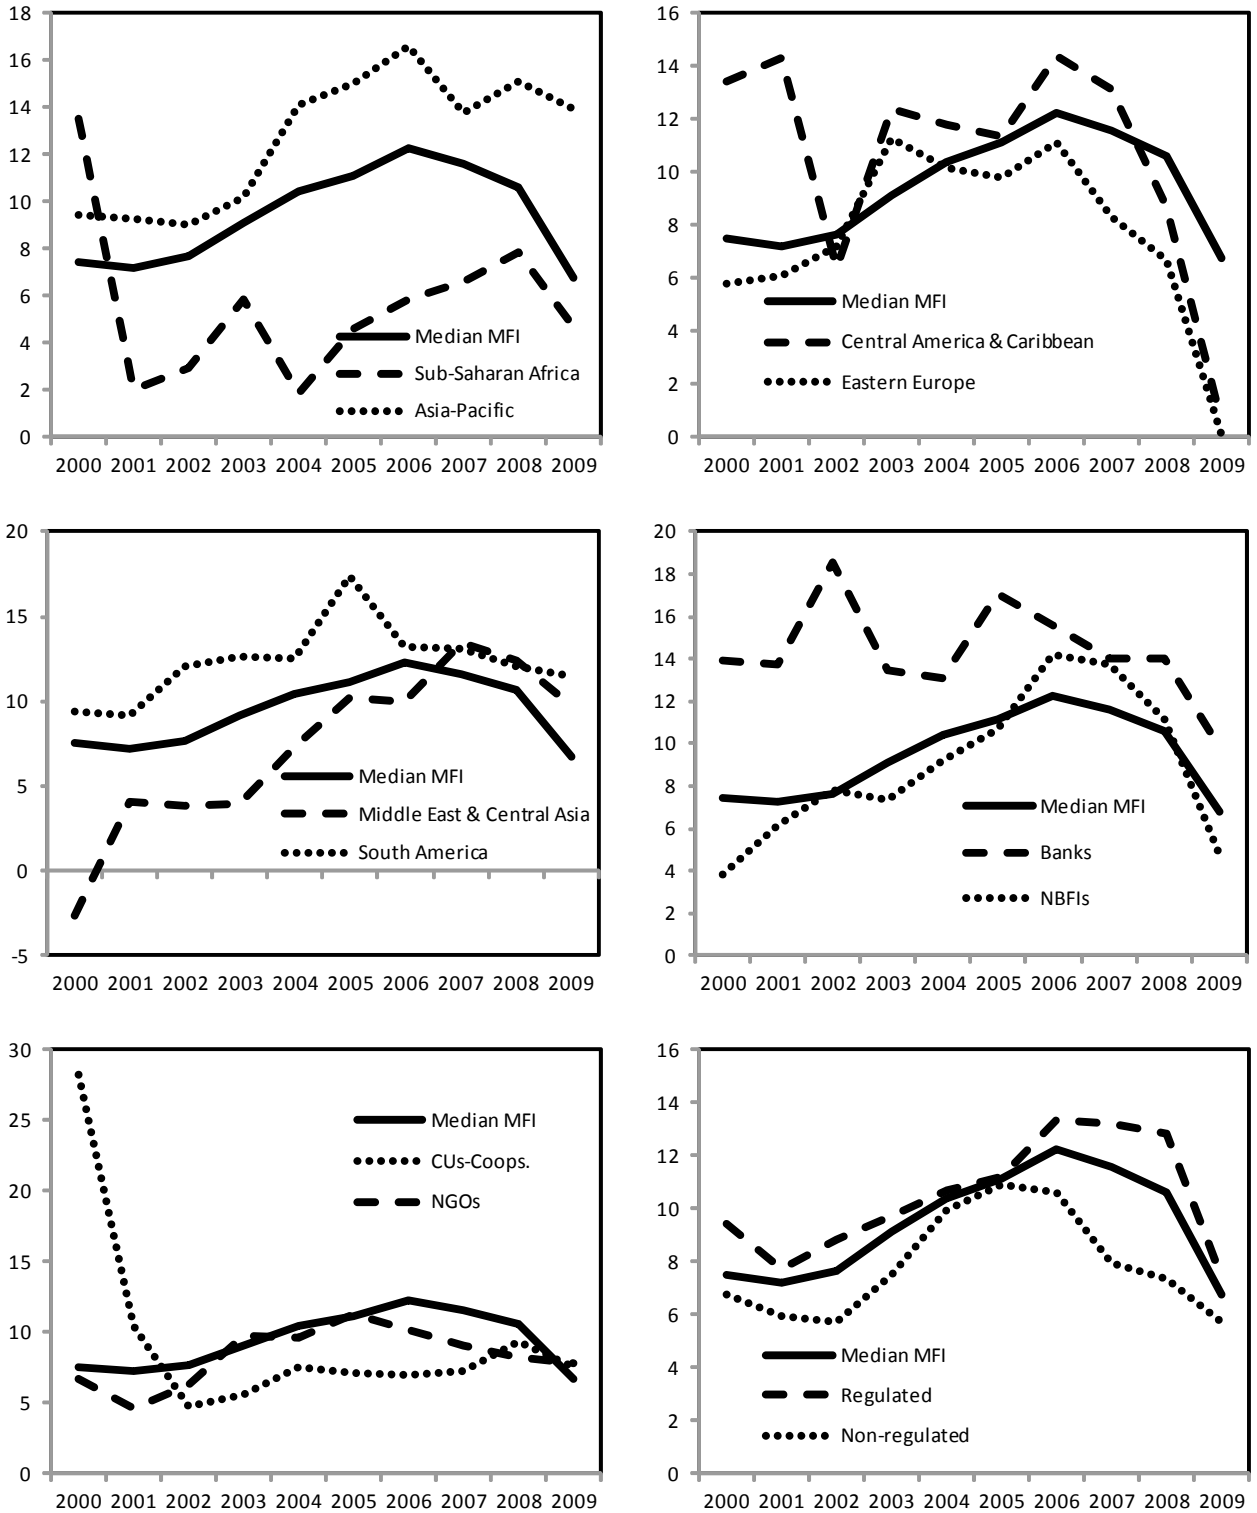 18
16
14
12
10
8
6
4
2
0
2000 2001 2002 2003 2004 2005 2006 2007 2008 2009
Median MFI
Sub-Saharan Africa
Asia-Pacific
16
14
12
10
8
6
4
2
0
2000 2001 2002 2003 2004 2005 2006 2007 2008 2009
Median MFI
Central America & Caribbean
Eastern Europe
20
15
10
5
0
-5
2000 2001 2002 2003 2004 2005 2006 2007 2008 2009
Median MFI
Middle East & Central Asia
South America
20
18
16
14
12
10
8
6
4
2
0
2000 2001 2002 2003 2004 2005 2006 2007 2008 2009
Median MFI
Banks
NBFIs
30
25
20
15
10
5
0
2000 2001 2002 2003 2004 2005 2006 2007 2008 2009
Median MFI
CUs-Coops.
NGOs
16
14
12
10
8
6
4
2
0
2000 2001 2002 2003 2004 2005 2006 2007 2008 2009
Median MFI
Regulated
Non-regulated